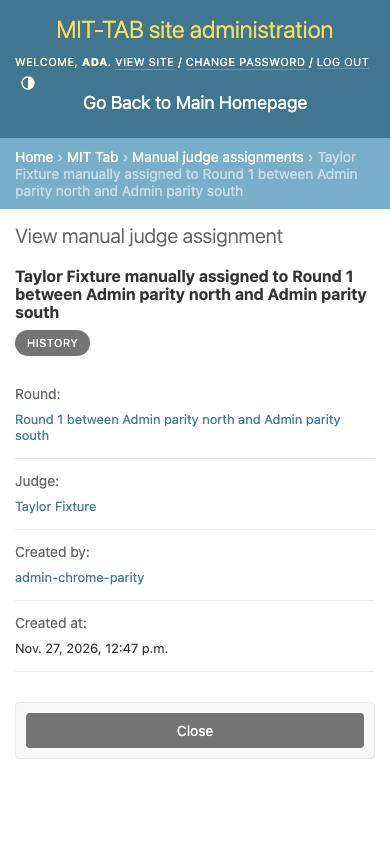 MIT-TAB site administration
WELCOME, ADA. VIEW SITE / CHANGE PASSWORD / LOG OUT
Go Back to Main Homepage
Home › MIT Tab › Manual judge assignments › Taylor
Fixture manually assigned to Round 1 between Admin
parity north and Admin parity south
View manual judge assignment
Taylor Fixture manually assigned to Round 1
between Admin parity north and Admin parity
south
HISTORY
Round:
Round 1 between Admin parity north and Admin parity
south
Judge:
Taylor Fixture
Created by:
admin-chrome-parity
Created at:
Nov. 27, 2026, 12:47 p.m.
Close